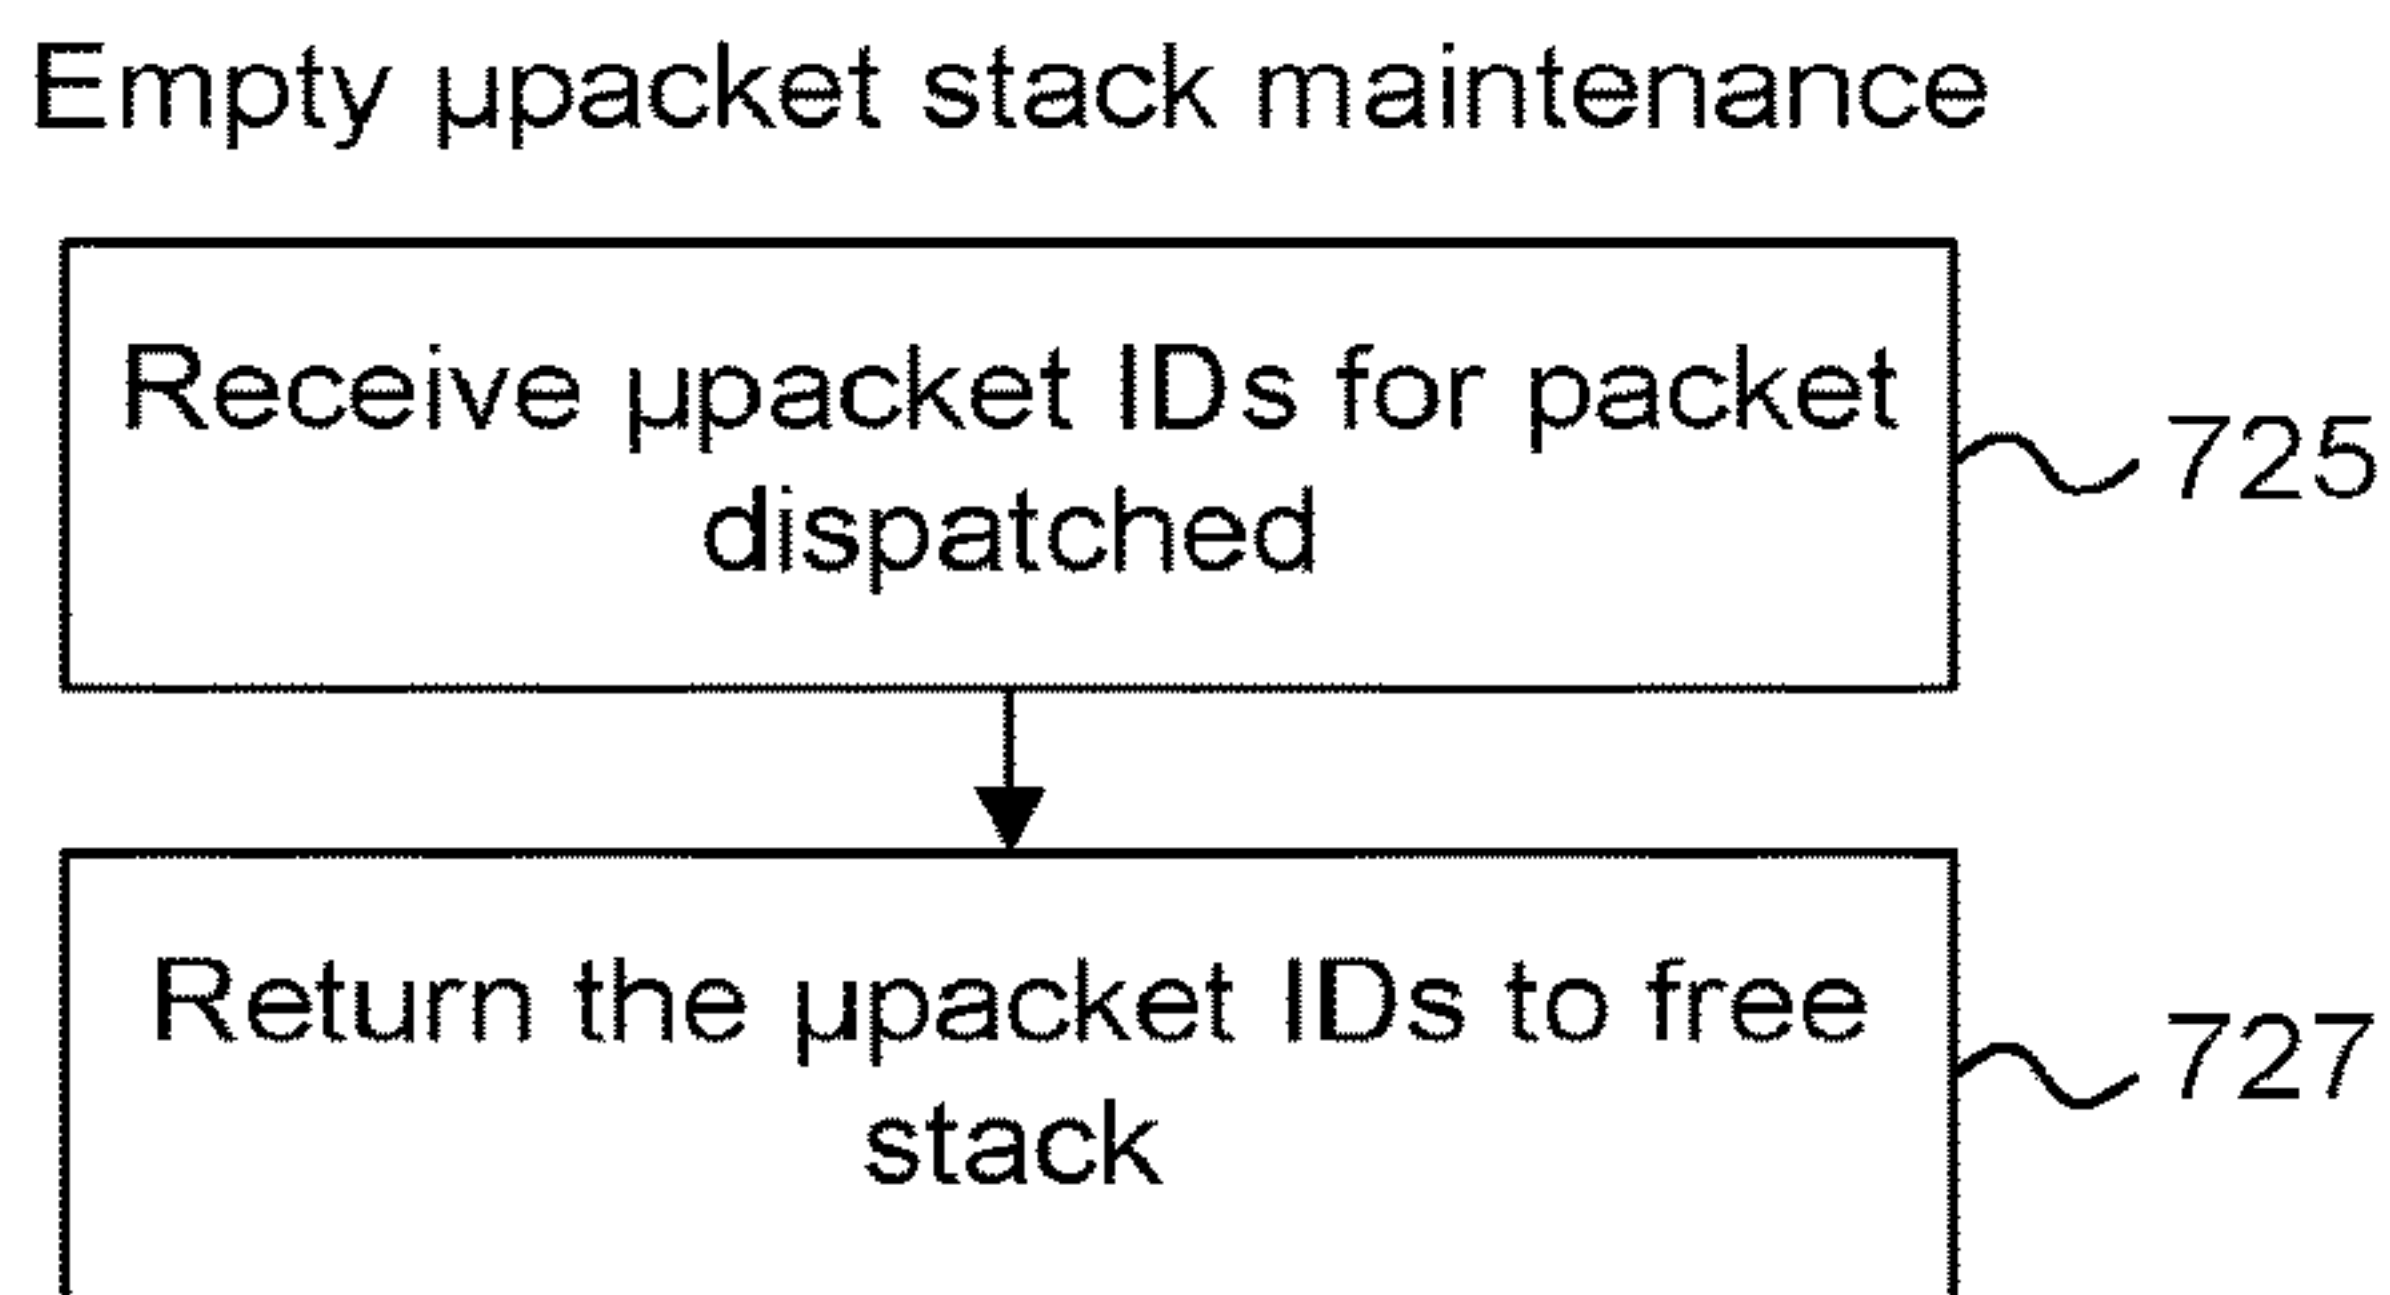 Empty µpacket stack maintenance
Receive µpacket IDs for packet
dispatched
725
Return the µpacket IDs to free
stack
727